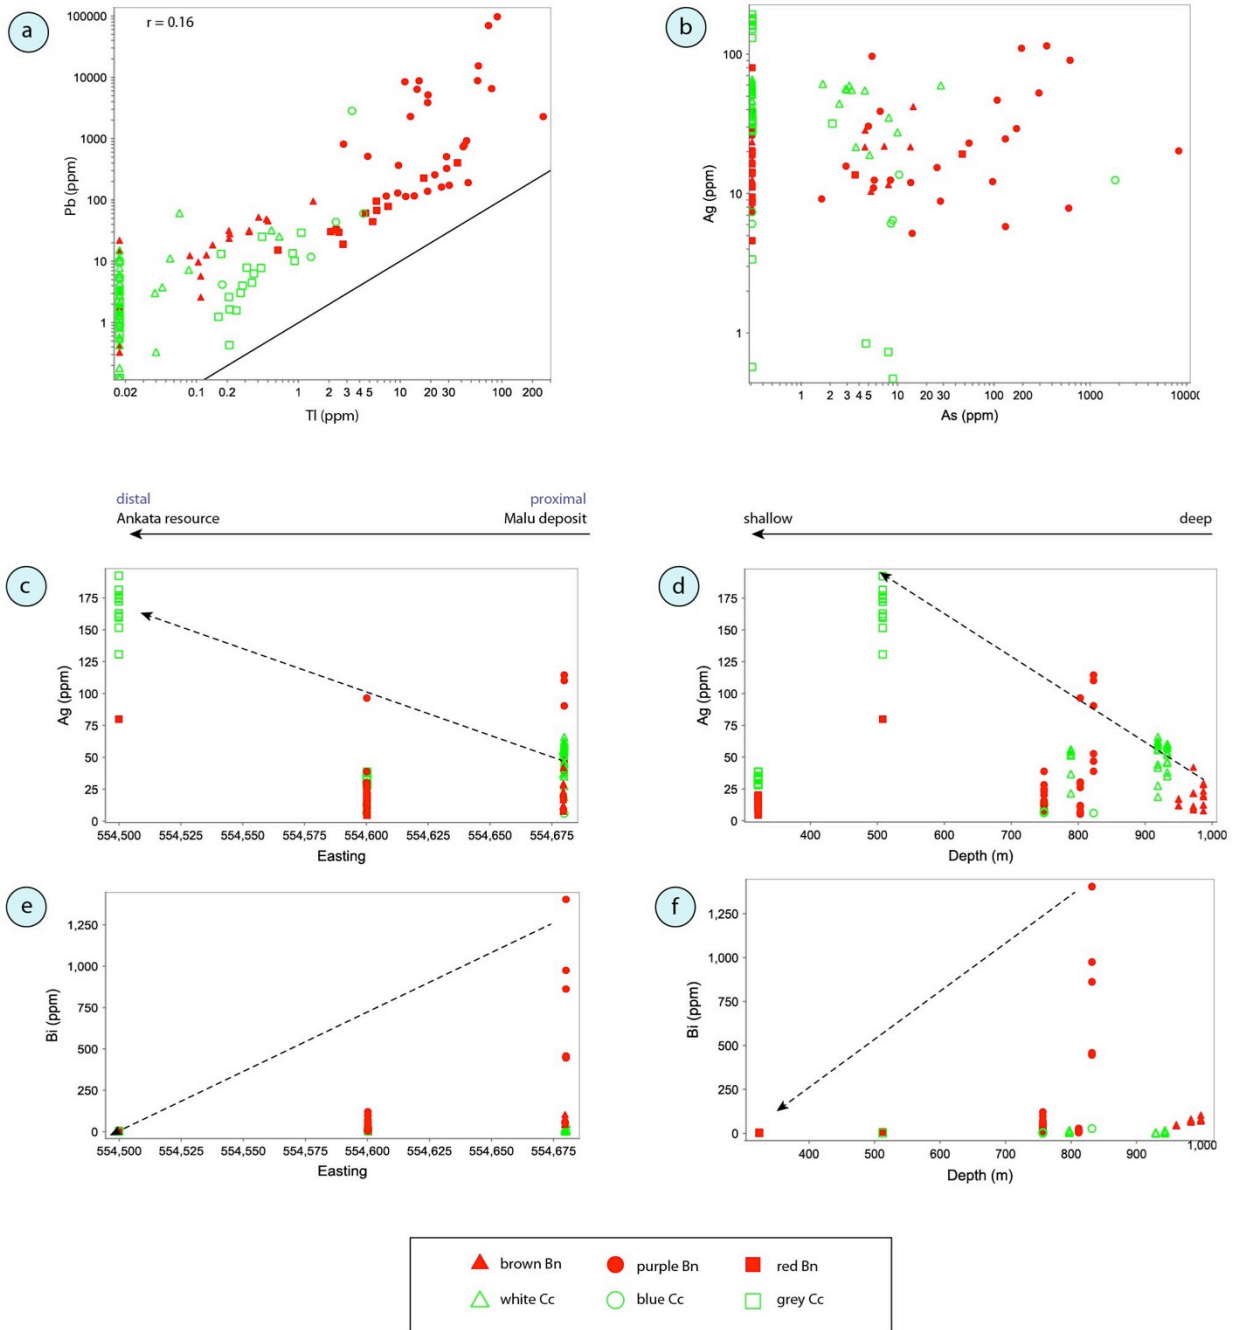 a
r = 0.16
100000
10000
1000
100
10
1
Pb (ppm)
0.02 0.1 0.2 1 2 3 4 5 10 20 30 100 200
Tl (ppm)
b
100
10
1
Ag (ppm)
1 2 3 4 5 10 20 30 100 1000 10000
As (ppm)
distal proximal
Ankata resource Malu deposit
shallow deep
c
175
150
125
100
75
50
25
0
Ag (ppm)
554,500 554,525 554,550 554,575 554,600 554,625 554,650 554,675
Easting
d
175
150
125
100
75
50
25
0
Ag (ppm)
400 500 600 700 800 900 1,000
Depth (m)
e
1,250
1,000
750
500
250
0
Bi (ppm)
554,500 554,525 554,550 554,575 554,600 554,625 554,650 554,675
Easting
f
1,250
1,000
750
500
250
0
Bi (ppm)
400 500 600 700 800 900 1,000
Depth (m)
brown Bn purple Bn red Bn
white Cc blue Cc grey Cc